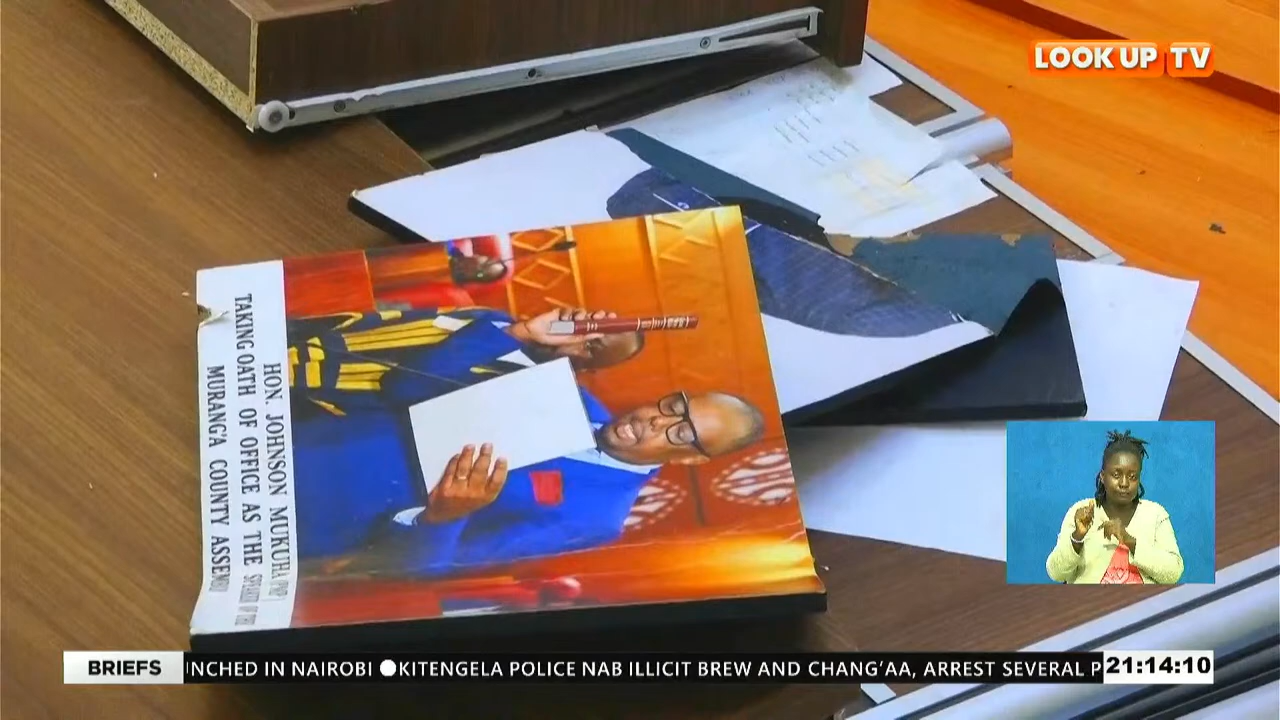 LOOK UP TV
HON. JOHNSON MUKUHA (PHD)
TAKING OATH OF OFFICE AS THE SPEAKER OF THE
MURANG'A COUNTY ASSEMBLY
BRIEFS
INCHED IN NAIROBI ●KITENGELA POLICE NAB ILLICIT BREW AND CHANG'AA, ARREST SEVERAL P
21:14:10